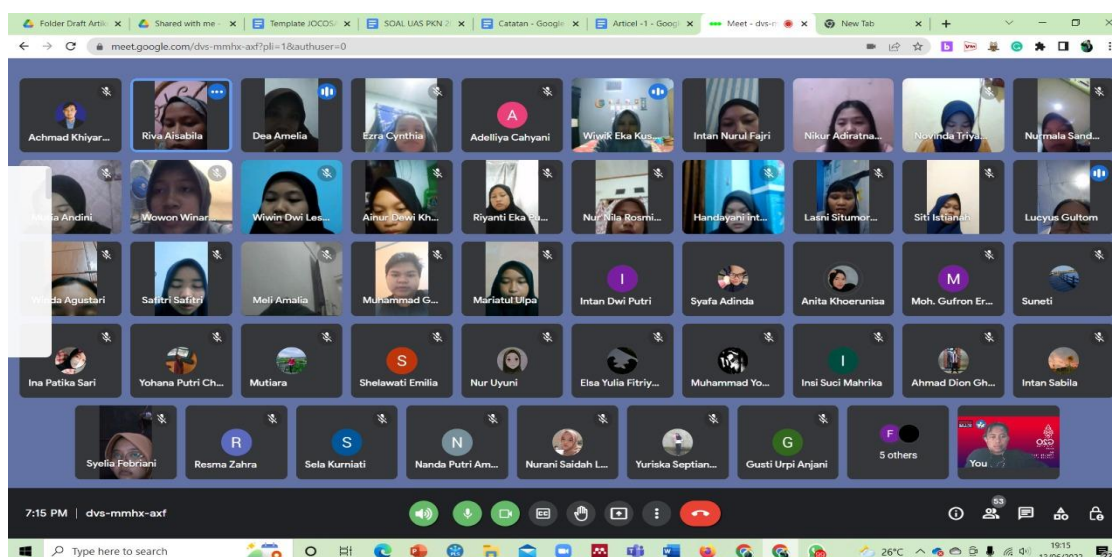 Folder Draft Artik
Shared with me -
Template JOCOS
SOAL UAS PKN 2
Catatan - Google
Articel -1 - Goog
Meet - dvs-m
New Tab
meet.google.com/dvs-mmhx-axf?pli=1&authuser=0
Achmad Khiyar...
Riva Aisabila
Dea Amelia
Ezra Cynthia
A
Adelliya Cahyani
Wiwik Eka Kus...
Intan Nurul Fajri
Nikur Adiratna...
Novinda Triya...
Nurmala Sand...
Andini
Wowon Winar...
Wiwin Dwi Les...
Ainur Dewi Kh...
Riyanti Eka Pu...
Nur Nila Rosmi...
Handayani int...
Lasni Situmor...
Siti Istianah
Lucyus Gultom
Agustari
Safitri Safitri
Meli Amalia
Muhammad G...
Mariatul Ulpa
I
Intan Dwi Putri
Syafa Adinda
Anita Khoerunisa
M
Moh. Gufron Er...
Suneti
Ina Patika Sari
Yohana Putri Ch...
Mutiara
S
Shelawati Emilia
Nur Uyuni
Elsa Yulia Fitriy...
Muhammad Yo...
I
Insi Suci Mahrika
Ahmad Dion Gh...
Intan Sabila
Syelia Febriani
R
Resma Zahra
S
Sela Kurniati
N
Nanda Putri Am...
Nurani Saidah L...
Yuriska Septian...
G
Gusti Urpi Anjani
F
5 others
You
7:15 PM | dvs-mmhx-axf
53
Type here to search
26°C
19:15